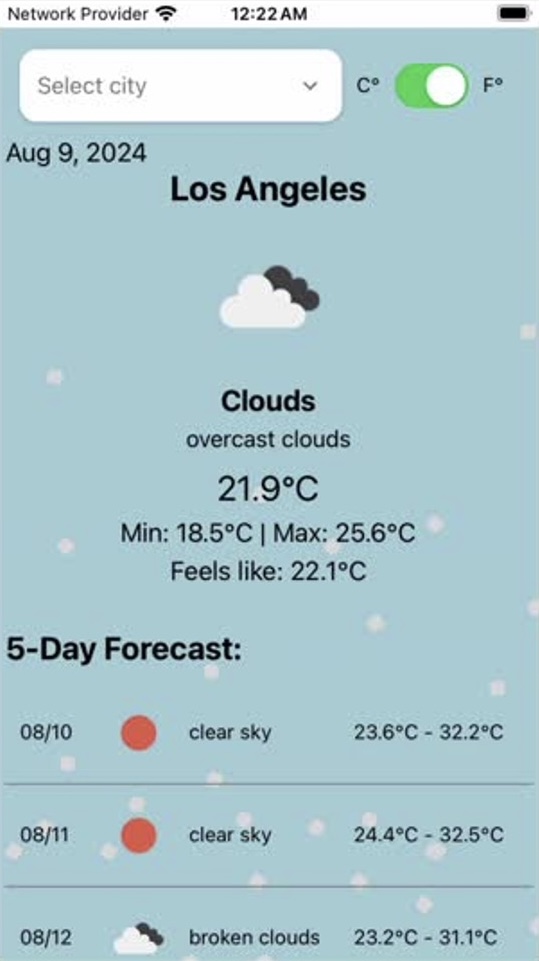 Network Provider 12:22 AM
Select city C° F°
Aug 9, 2024
Los Angeles
Clouds
overcast clouds
21.9°C
Min: 18.5°C | Max: 25.6°C
Feels like: 22.1°C
5-Day Forecast:
08/10 clear sky 23.6°C - 32.2°C
08/11 clear sky 24.4°C - 32.5°C
08/12 broken clouds 23.2°C - 31.1°C